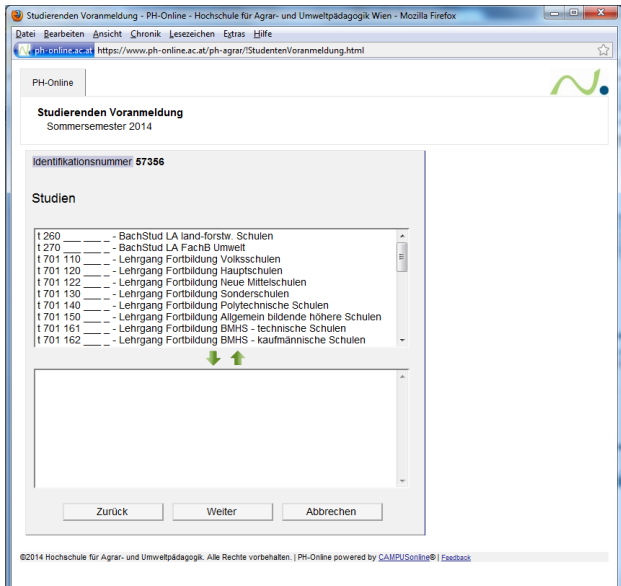 Studierenden Voranmeldung - PH-Online - Hochschule für Agrar- und Umweltpädagogik Wien - Mozilla Firefox
Datei Bearbeiten Ansicht Chronik Lesezeichen Extras Hilfe
ph-online.ac.at https://www.ph-online.ac.at/ph-agrar/!StudentenVoranmeldung.html
PH-Online
Studierenden Voranmeldung
Sommersemester 2014
Identifikationsnummer 57356
Studien
t 260 ___ ___ _ - BachStud LA land-forstw. Schulen
t 270 ___ ___ _ - BachStud LA FachB Umwelt
t 701 110 ___ _ - Lehrgang Fortbildung Volksschulen
t 701 120 ___ _ - Lehrgang Fortbildung Hauptschulen
t 701 122 ___ _ - Lehrgang Fortbildung Neue Mittelschulen
t 701 130 ___ _ - Lehrgang Fortbildung Sonderschulen
t 701 140 ___ _ - Lehrgang Fortbildung Polytechnische Schulen
t 701 150 ___ _ - Lehrgang Fortbildung Allgemein bildende höhere Schulen
t 701 161 ___ _ - Lehrgang Fortbildung BMHS - technische Schulen
t 701 162 ___ _ - Lehrgang Fortbildung BMHS - kaufmännische Schulen
Zurück Weiter Abbrechen
©2014 Hochschule für Agrar- und Umweltpädagogik. Alle Rechte vorbehalten. | PH-Online powered by CAMPUSonline® | Feedback